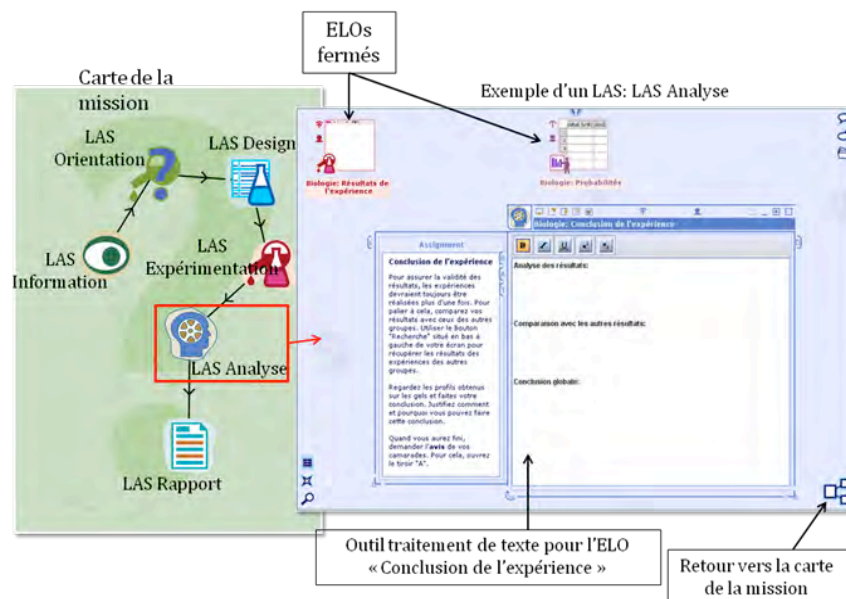 ELOs
fermés
Carte de la
mission
Exemple d'un LAS: LAS Analyse
LAS
Orientation
LAS Design
LAS
Information
LAS
Expérimentation
LAS Analyse
LAS Rapport
Biologie: Résultats de
l'expérience
Biologie: Probabilités
Biologie: Conclusion de l'expérience
Assignment
Conclusion de l'expérience
Pour assurer la validité des
résultats, les expériences
devraient toujours être
réalisées plus d'une fois. Pour
palier à cela, comparez vos
résultats avec ceux des autres
groupes. Utiliser le bouton
"Recherche" situé en bas à
gauche de votre écran pour
récupérer les résultats des
expériences des autres
groupes.
Regardez les profils obtenus
sur les gels et faites votre
conclusion. Justifiez comment
et pourquoi vous pouvez faire
cette conclusion.
Quand vous aurez fini,
demander l'avis de vos
camarades. Pour cela, ouvrez
le tiroir "A".
Analyse des résultats:
Comparaison avec les autres résultats:
Conclusion globale:
Outil traitement de texte pour l'ELO
« Conclusion de l'expérience »
Retour vers la carte
de la mission